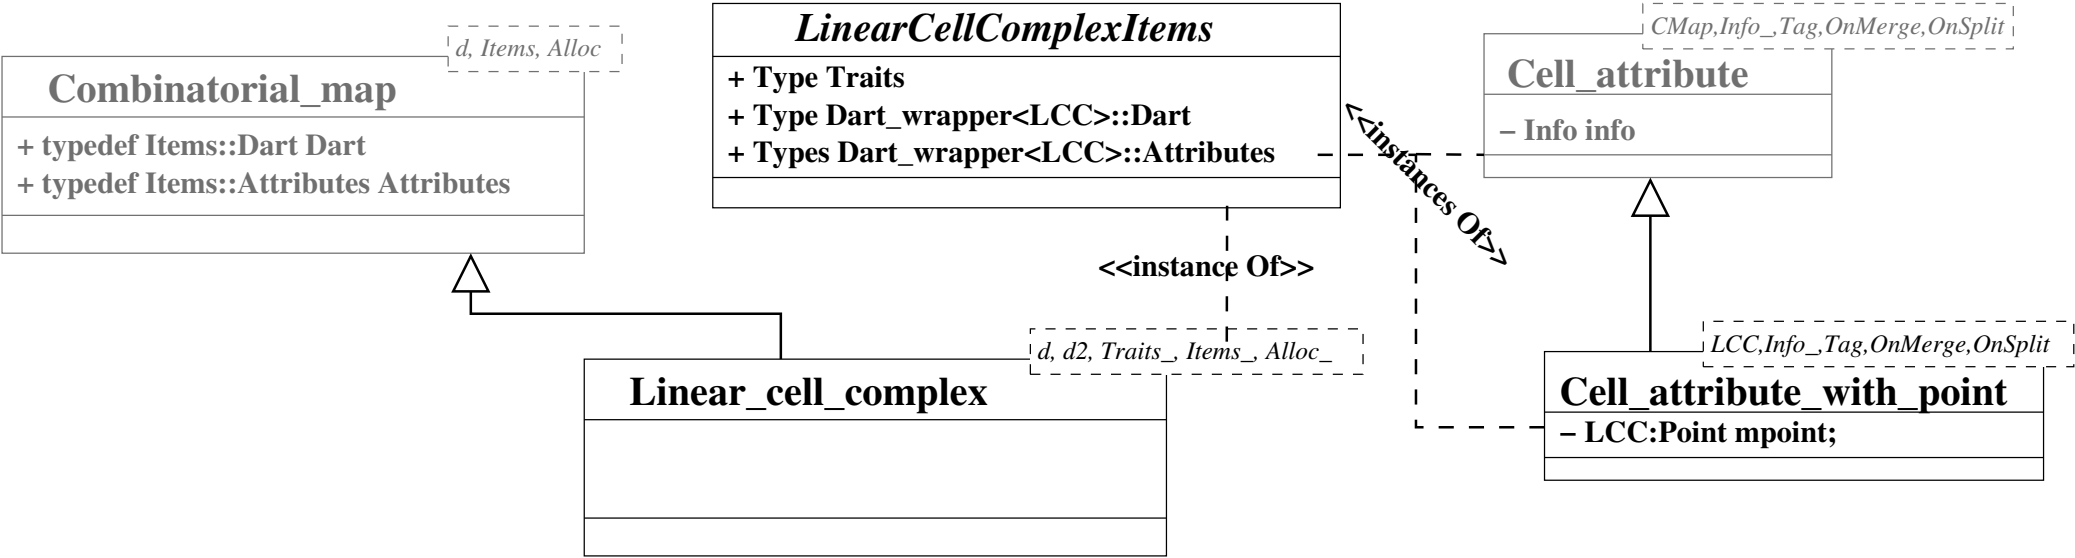 d, Items, Alloc
Combinatorial_map
+ typedef Items::Dart Dart
+ typedef Items::Attributes Attributes
LinearCellComplexItems
+ Type Traits
+ Type Dart_wrapper<LCC>::Dart
+ Types Dart_wrapper<LCC>::Attributes
CMap,Info_,Tag,OnMerge,OnSplit
Cell_attribute
− Info info
<<instances Of>>
<<instance Of>>
d, d2, Traits_, Items_, Alloc_
Linear_cell_complex
LCC,Info_,Tag,OnMerge,OnSplit
Cell_attribute_with_point
− LCC:Point mpoint;